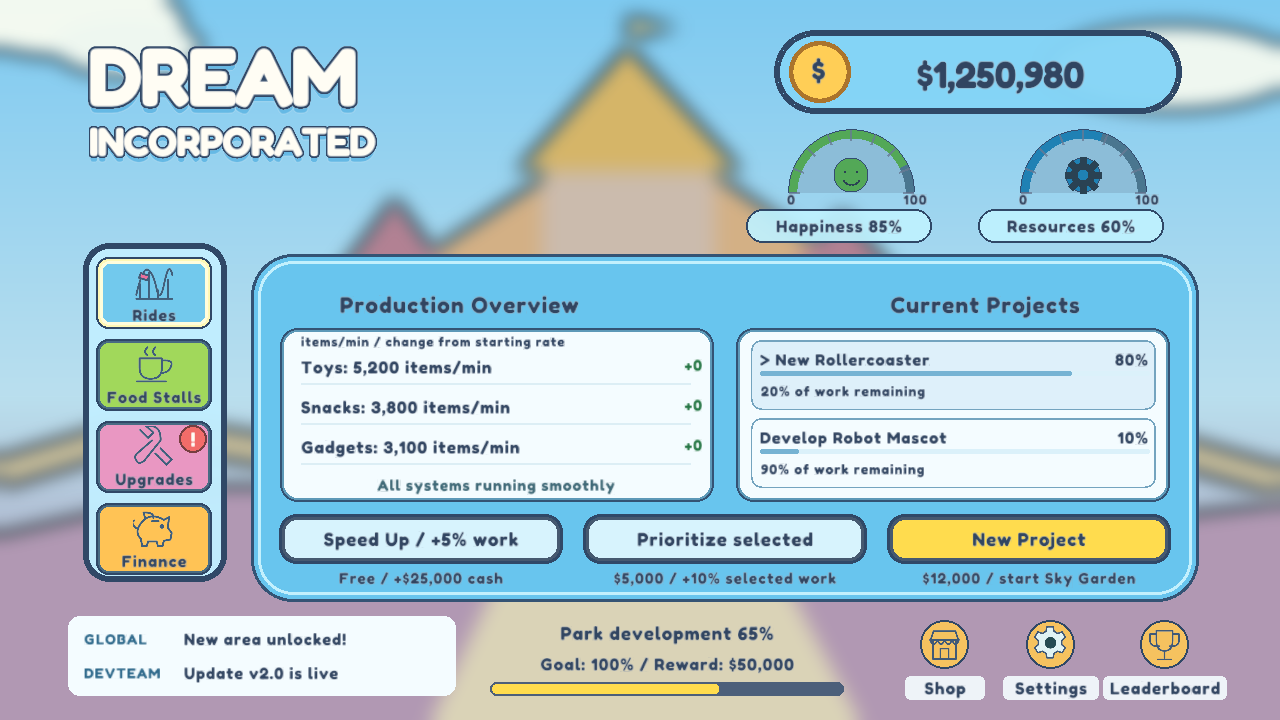 DREAM
INCORPORATED
$
$1,250,980
0
100
Happiness 85%
0
100
Resources 60%
Rides
Food Stalls
!
Upgrades
Finance
Production Overview
items/min / change from starting rate
Toys: 5,200 items/min
+0
Snacks: 3,800 items/min
+0
Gadgets: 3,100 items/min
+0
All systems running smoothly
Current Projects
> New Rollercoaster
80%
20% of work remaining
Develop Robot Mascot
10%
90% of work remaining
Speed Up / +5% work
Prioritize selected
New Project
Free / +$25,000 cash
$5,000 / +10% selected work
$12,000 / start Sky Garden
GLOBAL
New area unlocked!
DEVTEAM
Update v2.0 is live
Park development 65%
Goal: 100% / Reward: $50,000
Shop
Settings
Leaderboard